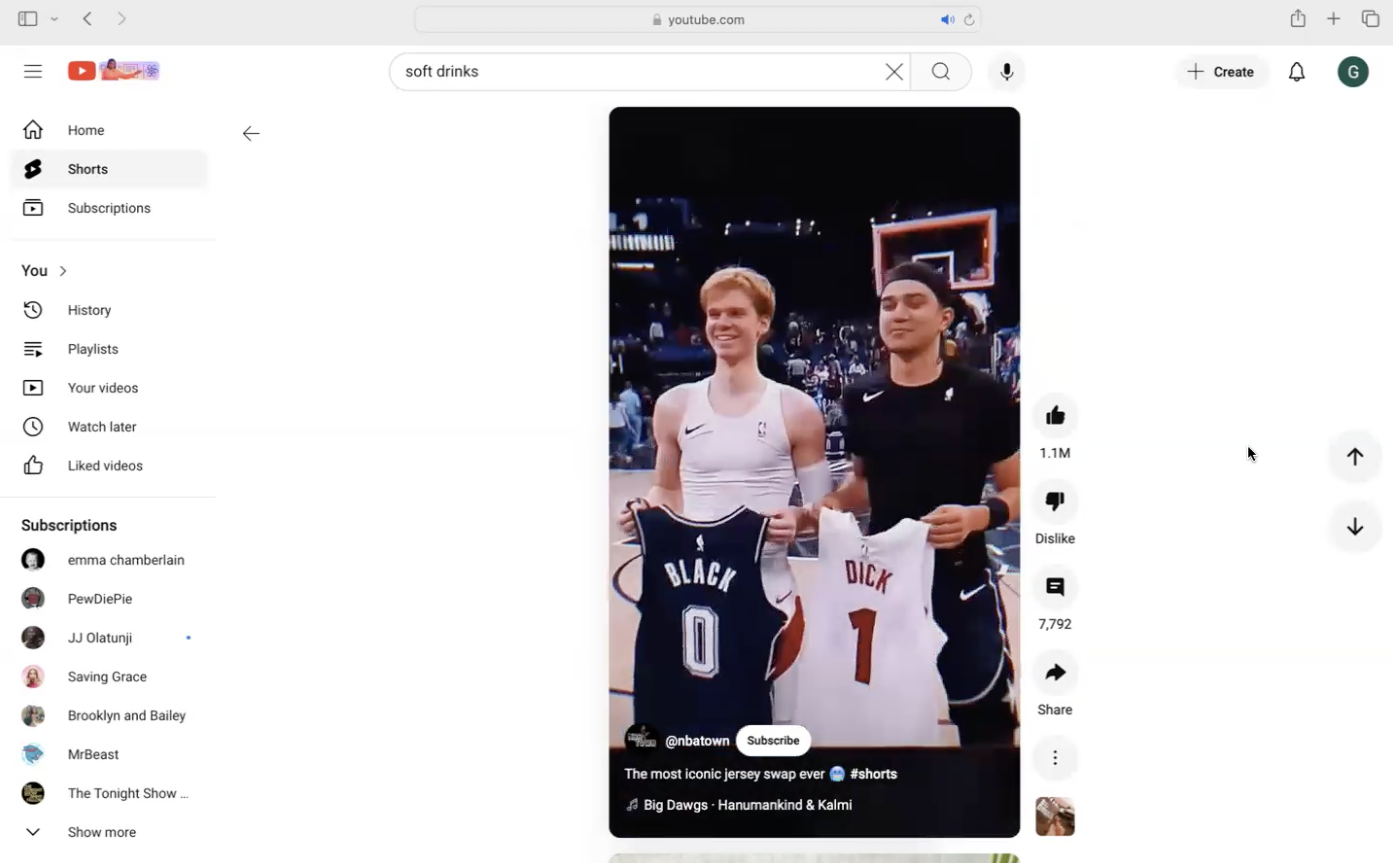 youtube.com
soft drinks
Create
G
Home
Shorts
Subscriptions
You
History
Playlists
Your videos
Watch later
Liked videos
Subscriptions
emma chamberlain
PewDiePie
JJ Olatunji
Saving Grace
Brooklyn and Bailey
MrBeast
The Tonight Show ...
Show more
BLACK
0
DICK
1
@nbatown Subscribe
The most iconic jersey swap ever 🥶 #shorts
Big Dawgs · Hanumankind & Kalmi
1.1M
Dislike
7,792
Share